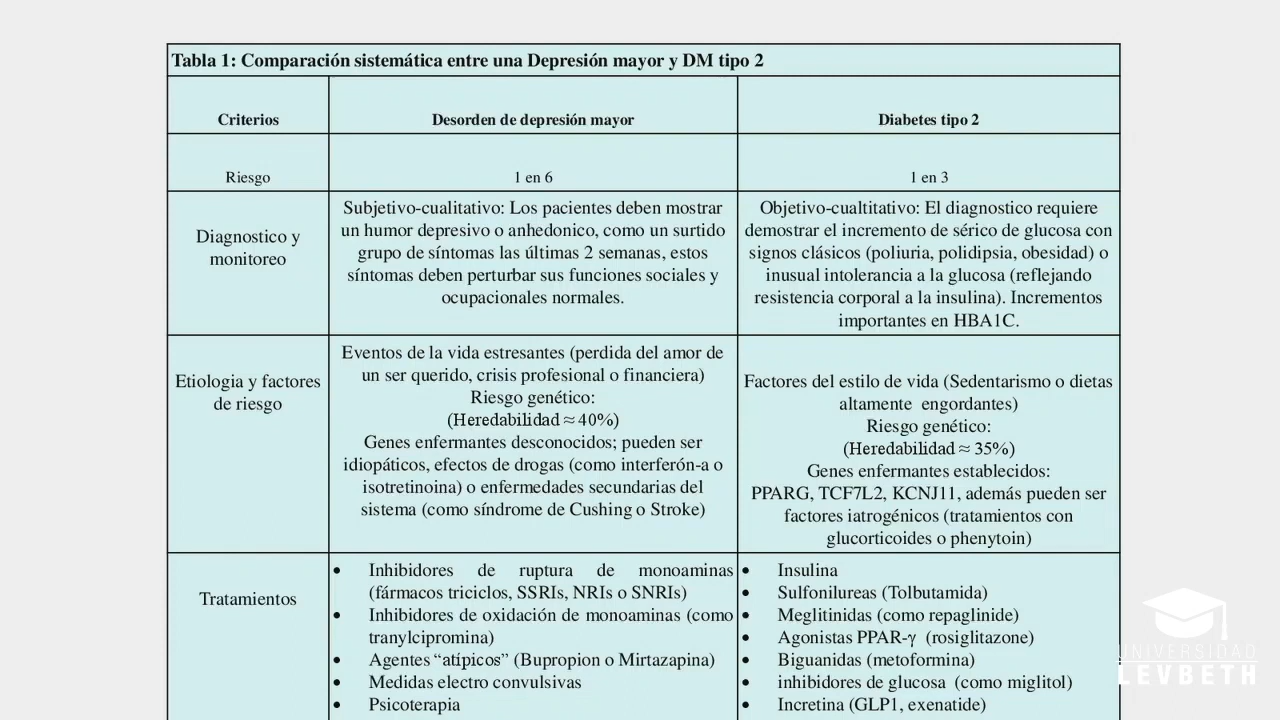 Tabla 1: Comparación sistemática entre una Depresión mayor y DM tipo 2
Criterios
Desorden de depresión mayor
Diabetes tipo 2
Riesgo
1 en 6
1 en 3
Diagnostico y
monitoreo
Subjetivo-cualitativo: Los pacientes deben mostrar
un humor depresivo o anhedonico, como un surtido
grupo de síntomas las últimas 2 semanas, estos
síntomas deben perturbar sus funciones sociales y
ocupacionales normales.
Objetivo-cualtitativo: El diagnostico requiere
demostrar el incremento de sérico de glucosa con
signos clásicos (poliuria, polidipsia, obesidad) o
inusual intolerancia a la glucosa (reflejando
resistencia corporal a la insulina). Incrementos
importantes en HBA1C.
Etiologia y factores
de riesgo
Eventos de la vida estresantes (perdida del amor de
un ser querido, crisis profesional o financiera)
Riesgo genético:
(Heredabilidad ≈ 40%)
Genes enfermantes desconocidos; pueden ser
idiopáticos, efectos de drogas (como interferón-a o
isotretinoina) o enfermedades secundarias del
sistema (como síndrome de Cushing o Stroke)
Factores del estilo de vida (Sedentarismo o dietas
altamente engordantes)
Riesgo genético:
(Heredabilidad ≈ 35%)
Genes enfermantes establecidos:
PPARG, TCF7L2, KCNJ11, además pueden ser
factores iatrogénicos (tratamientos con
glucorticoides o phenytoin)
Tratamientos
• Inhibidores de ruptura de monoaminas
(fármacos triciclos, SSRIs, NRIs o SNRIs)
• Inhibidores de oxidación de monoaminas (como
tranylcipromina)
• Agentes “atípicos” (Bupropion o Mirtazapina)
• Medidas electro convulsivas
• Psicoterapia
• Insulina
• Sulfonilureas (Tolbutamida)
• Meglitinidas (como repaglinide)
• Agonistas PPAR-γ (rosiglitazone)
• Biguanidas (metoformina)
• inhibidores de glucosa (como miglitol)
• Incretina (GLP1, exenatide)
UNIVERSIDAD
LEVBETH